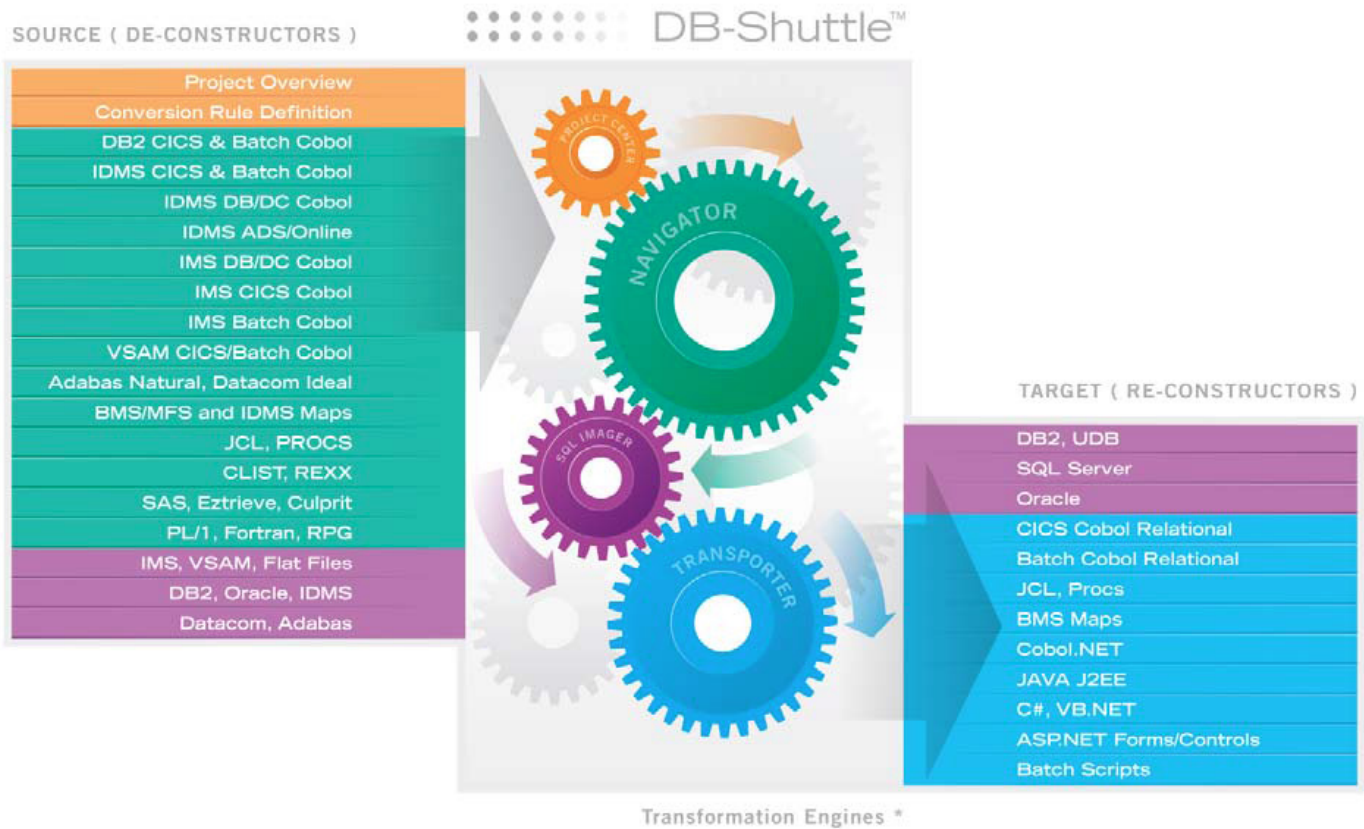 SOURCE ( DE-CONSTRUCTORS )
DB-Shuttle™
Project Overview
Conversion Rule Definition
DB2 CICS & Batch Cobol
IDMS CICS & Batch Cobol
IDMS DB/DC Cobol
IDMS ADS/Online
IMS DB/DC Cobol
IMS CICS Cobol
IMS Batch Cobol
VSAM CICS/Batch Cobol
Adabas Natural, Datacom Ideal
BMS/MFS and IDMS Maps
JCL, PROCS
CLIST, REXX
SAS, Eztrieve, Culprit
PL/1, Fortran, RPG
IMS, VSAM, Flat Files
DB2, Oracle, IDMS
Datacom, Adabas
PROJECT CENTER
NAVIGATOR
SQL IMAGER
TRANSPORTER
TARGET ( RE-CONSTRUCTORS )
DB2, UDB
SQL Server
Oracle
CICS Cobol Relational
Batch Cobol Relational
JCL, Procs
BMS Maps
Cobol.NET
JAVA J2EE
C#, VB.NET
ASP.NET Forms/Controls
Batch Scripts
Transformation Engines *